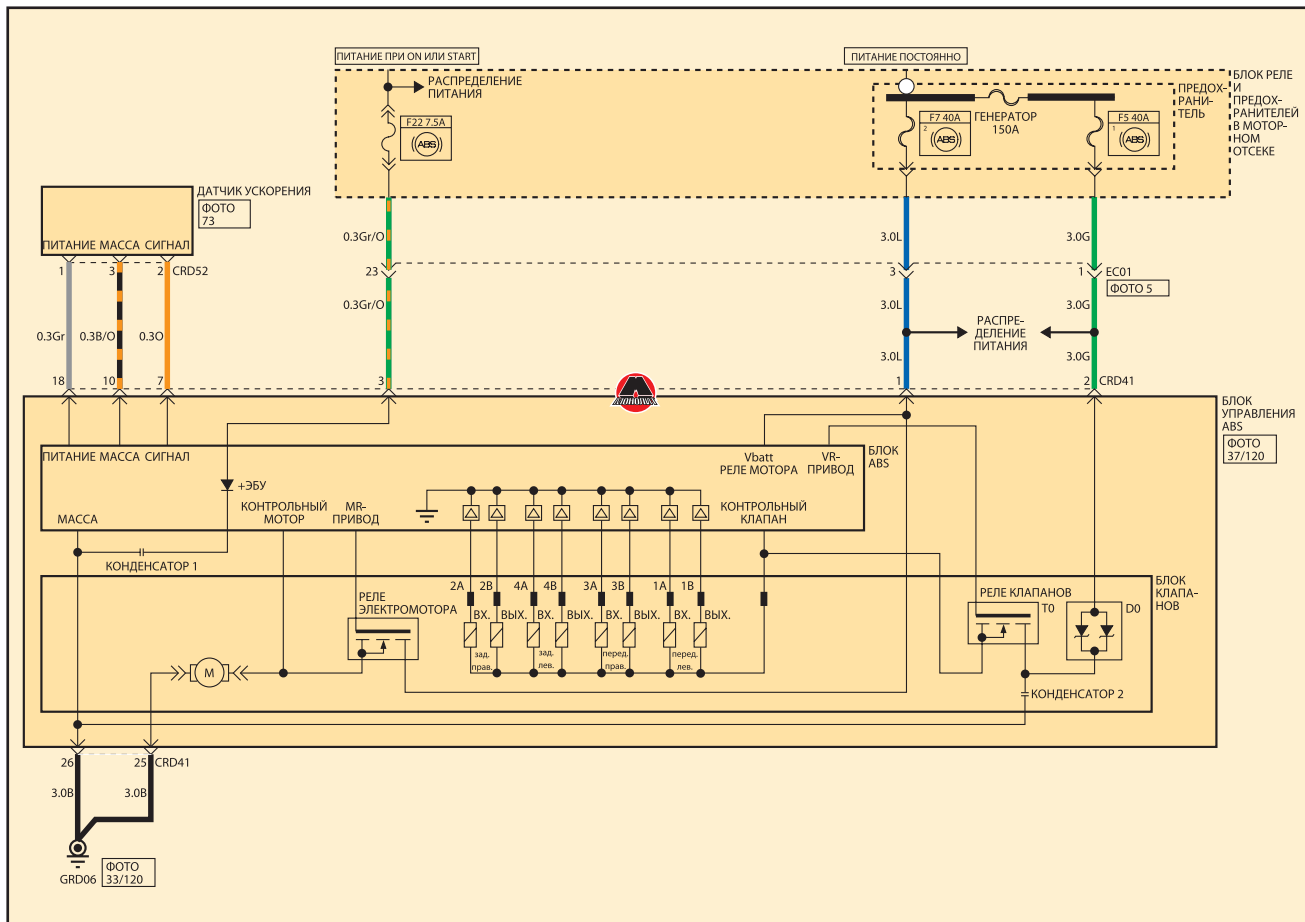 ПИТАНИЕ ПРИ ON ИЛИ START
ПИТАНИЕ ПОСТОЯННО
РАСПРЕДЕЛЕНИЕ
ПИТАНИЯ
F22 7.5A
ABS
F7 40A
2
ABS
ГЕНЕРАТОР
150A
F5 40A
1
ABS
ПРЕДОХ-
РАНИ-
ТЕЛЬ
БЛОК РЕЛЕ
И
ПРЕДОХ-
РАНИТЕЛЕЙ
В МОТОР-
НОМ
ОТСЕКЕ
ДАТЧИК УСКОРЕНИЯ
ФОТО
73
ПИТАНИЕ МАССА СИГНАЛ
1
3
2
CRD52
0.3Gr/O
3.0L
3.0G
23
3
1
EC01
ФОТО 5
0.3Gr/O
3.0L
3.0G
0.3Gr
0.3B/O
0.3O
РАСПРЕ-
ДЕЛЕНИЕ
ПИТАНИЯ
3.0L
3.0G
18
10
7
3
1
2
CRD41
БЛОК
УПРАВЛЕНИЯ
ABS
ФОТО
37/120
ПИТАНИЕ МАССА СИГНАЛ
Vbatt
РЕЛЕ МОТОРА
VR-
ПРИВОД
БЛОК
ABS
+ЭБУ
МАССА
КОНТРОЛЬНЫЙ
МОТОР
MR-
ПРИВОД
КОНТРОЛЬНЫЙ
КЛАПАН
КОНДЕНСАТОР 1
2A
2B
4A
4B
3A
3B
1A
1B
РЕЛЕ
ЭЛЕКТРОМОТОРА
ВХ.
ВЫХ.
ВХ.
ВЫХ.
ВХ.
ВЫХ.
ВХ.
ВЫХ.
зад.
прав.
зад.
лев.
перед.
прав.
перед.
лев.
РЕЛЕ КЛАПАНОВ
T0
D0
БЛОК
КЛАПА-
НОВ
M
КОНДЕНСАТОР 2
26
25
CRD41
3.0B
3.0B
GRD06
ФОТО
33/120